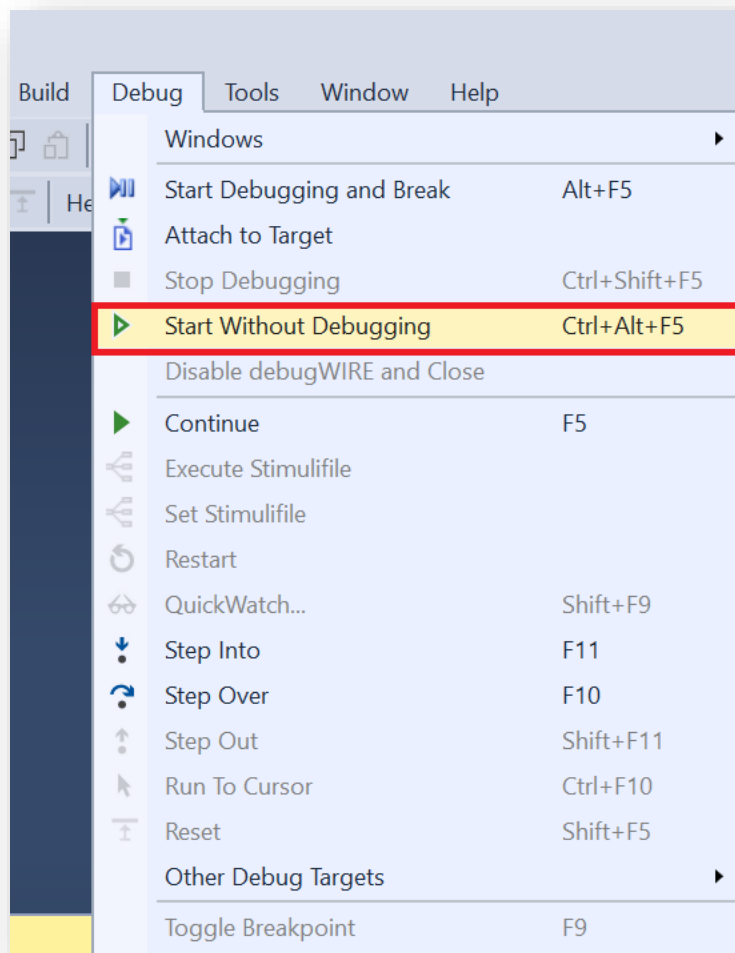 Build Debug Tools Window Help
Windows
He
Start Debugging and Break Alt+F5
Attach to Target
Stop Debugging Ctrl+Shift+F5
Start Without Debugging Ctrl+Alt+F5
Disable debugWIRE and Close
Continue F5
Execute Stimulifile
Set Stimulifile
Restart
QuickWatch... Shift+F9
Step Into F11
Step Over F10
Step Out Shift+F11
Run To Cursor Ctrl+F10
Reset Shift+F5
Other Debug Targets
Toggle Breakpoint F9